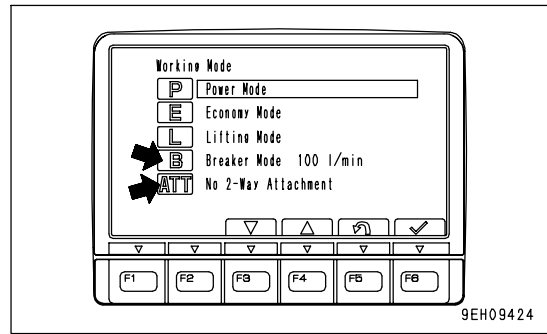 Working Mode
P Power Mode
E Economy Mode
L Lifting Mode
B Breaker Mode 100 l/min
ATT No 2-Way Attachment
F1 F2 F3 F4 F5 F6
9EH09424